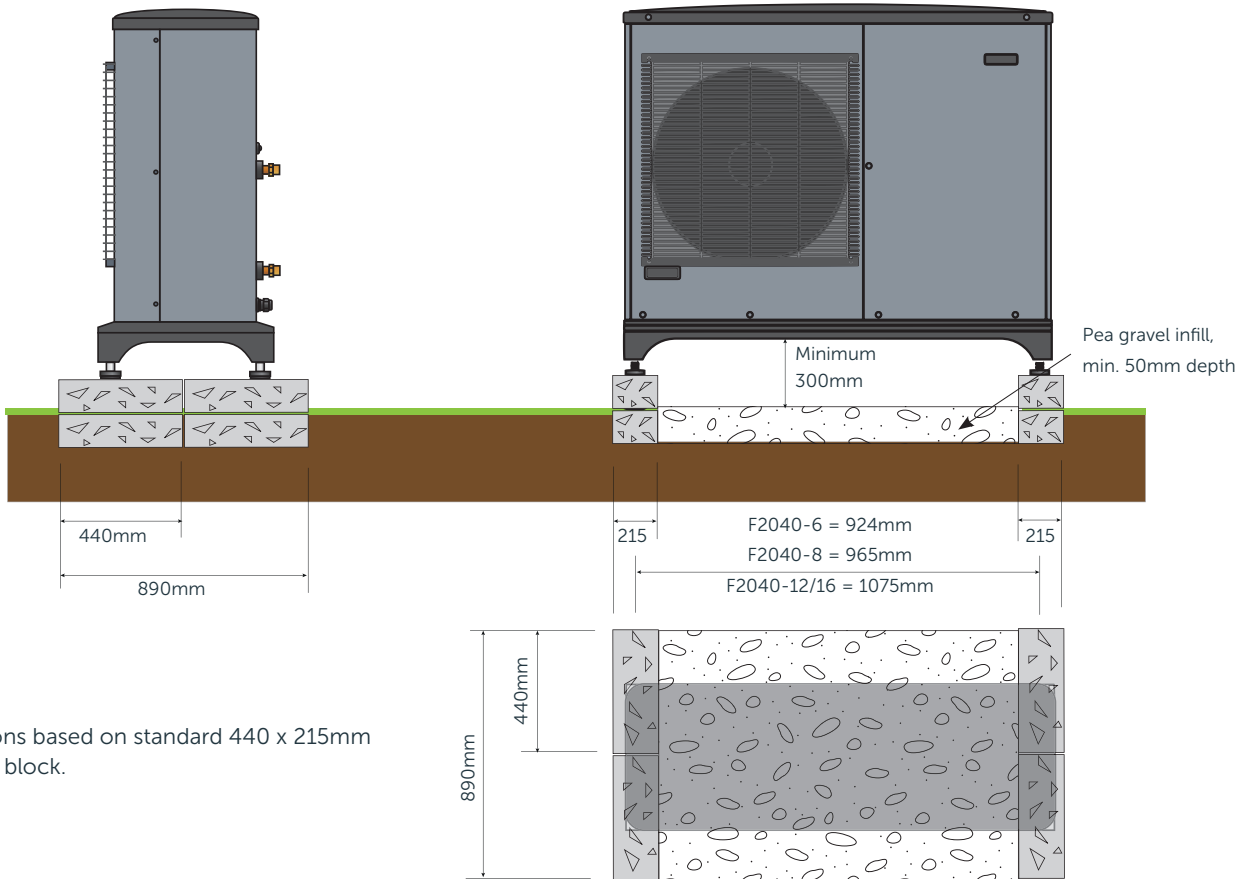 Minimum
300mm
Pea gravel infill,
min. 50mm depth
440mm
890mm
215
F2040-6 = 924mm
F2040-8 = 965mm
F2040-12/16 = 1075mm
215
440mm
890mm
ons based on standard 440 x 215mm
block.